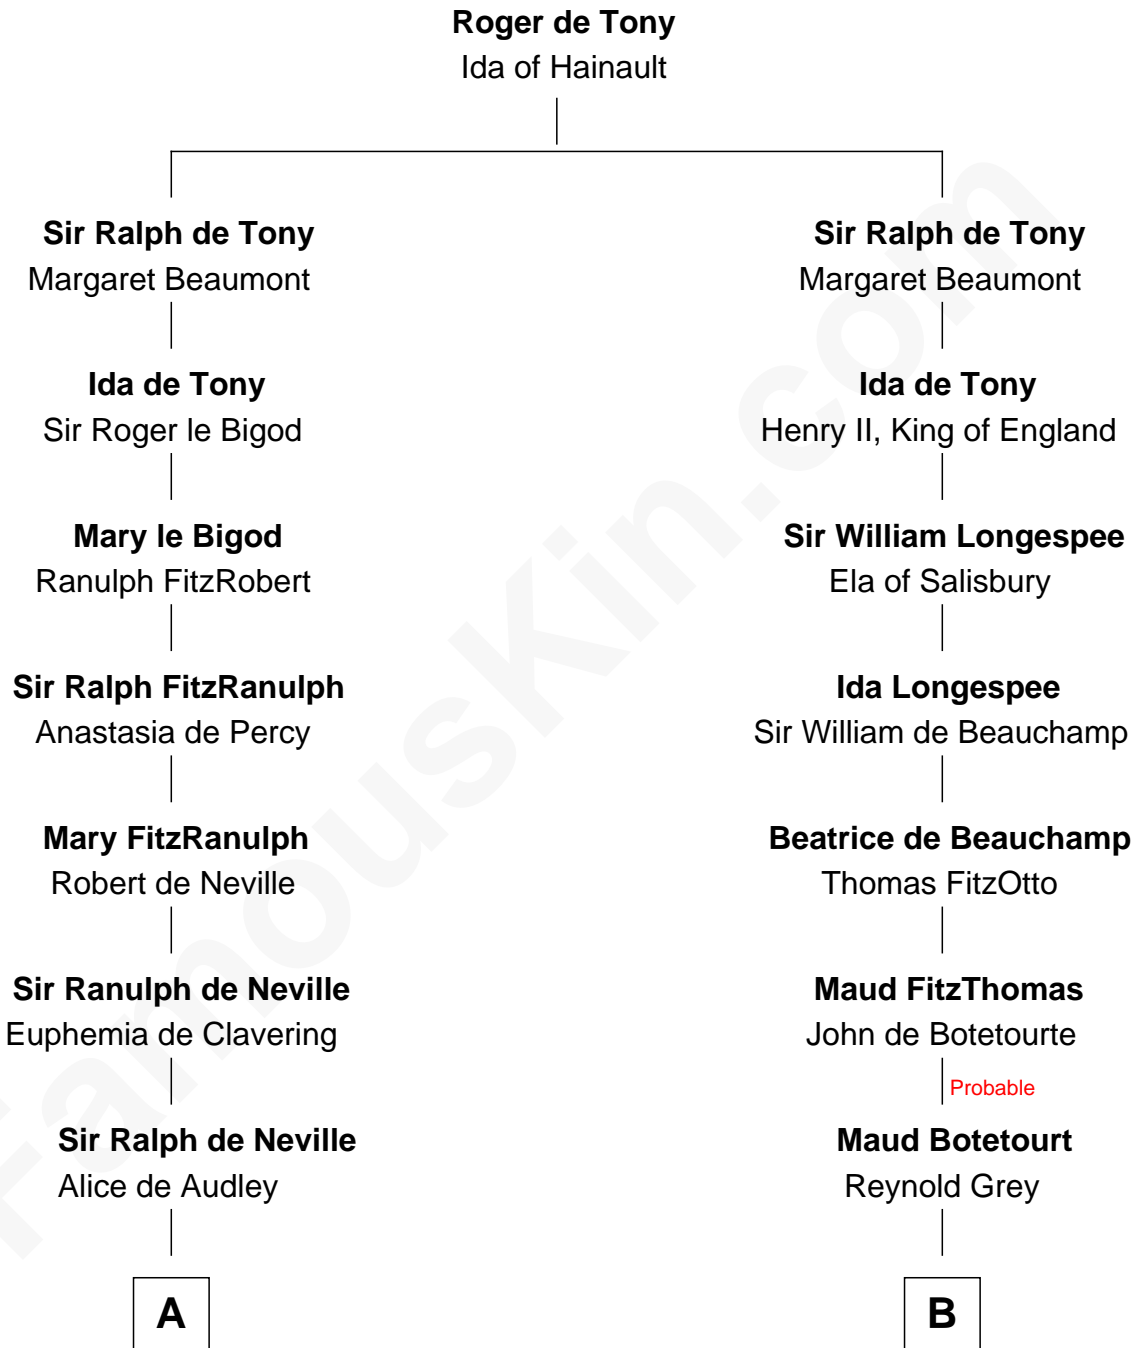 Roger de Tony
Ida of Hainault
Sir Ralph de Tony
Margaret Beaumont
Ida de Tony
Sir Roger le Bigod
Mary le Bigod
Ranulph FitzRobert
Sir Ralph FitzRanulph
Anastasia de Percy
Mary FitzRanulph
Robert de Neville
Sir Ranulph de Neville
Euphemia de Clavering
Sir Ralph de Neville
Alice de Audley
A
Sir Ralph de Tony
Margaret Beaumont
Ida de Tony
Henry II, King of England
Sir William Longespee
Ela of Salisbury
Ida Longespee
Sir William de Beauchamp
Beatrice de Beauchamp
Thomas FitzOtto
Maud FitzThomas
John de Botetourte
Probable
Maud Botetourt
Reynold Grey
B
FamousKin.com